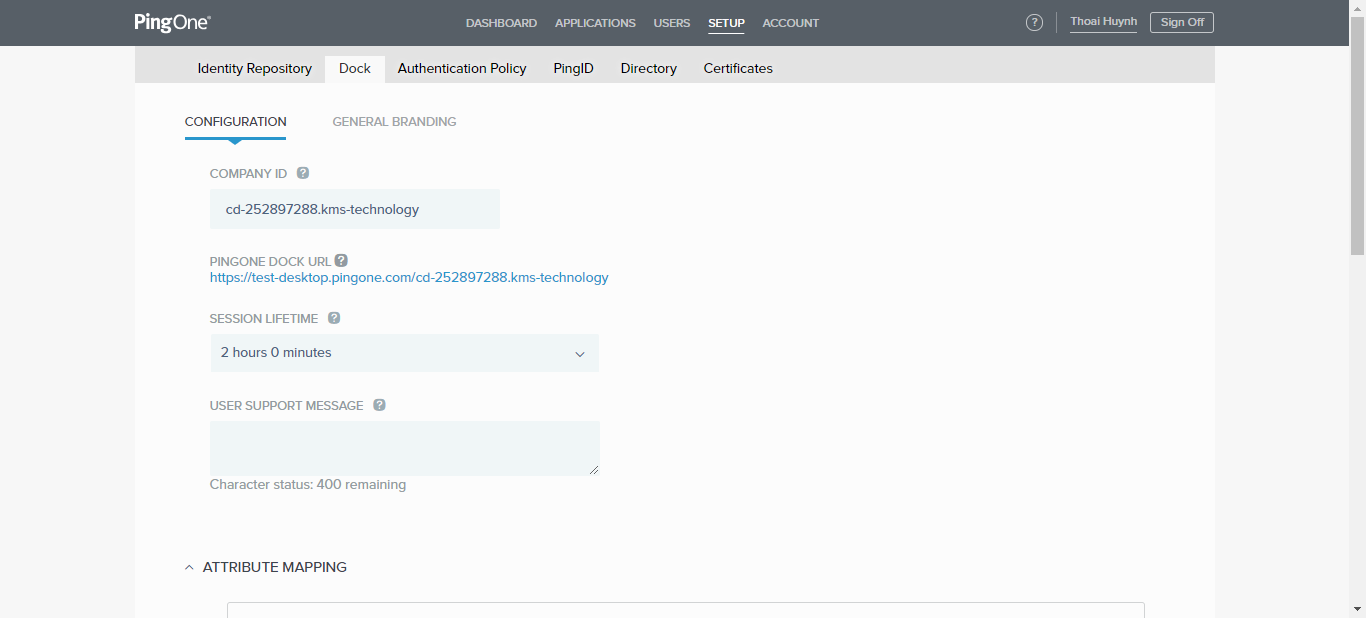 PingOne® DASHBOARD APPLICATIONS USERS SETUP ACCOUNT ? Thoai Huynh Sign Off
Identity Repository Dock Authentication Policy PingID Directory Certificates
CONFIGURATION GENERAL BRANDING
COMPANY ID ?
cd-252897288.kms-technology
PINGONE DOCK URL ?
https://test-desktop.pingone.com/cd-252897288.kms-technology
SESSION LIFETIME ?
2 hours 0 minutes
USER SUPPORT MESSAGE ?
Character status: 400 remaining
ATTRIBUTE MAPPING